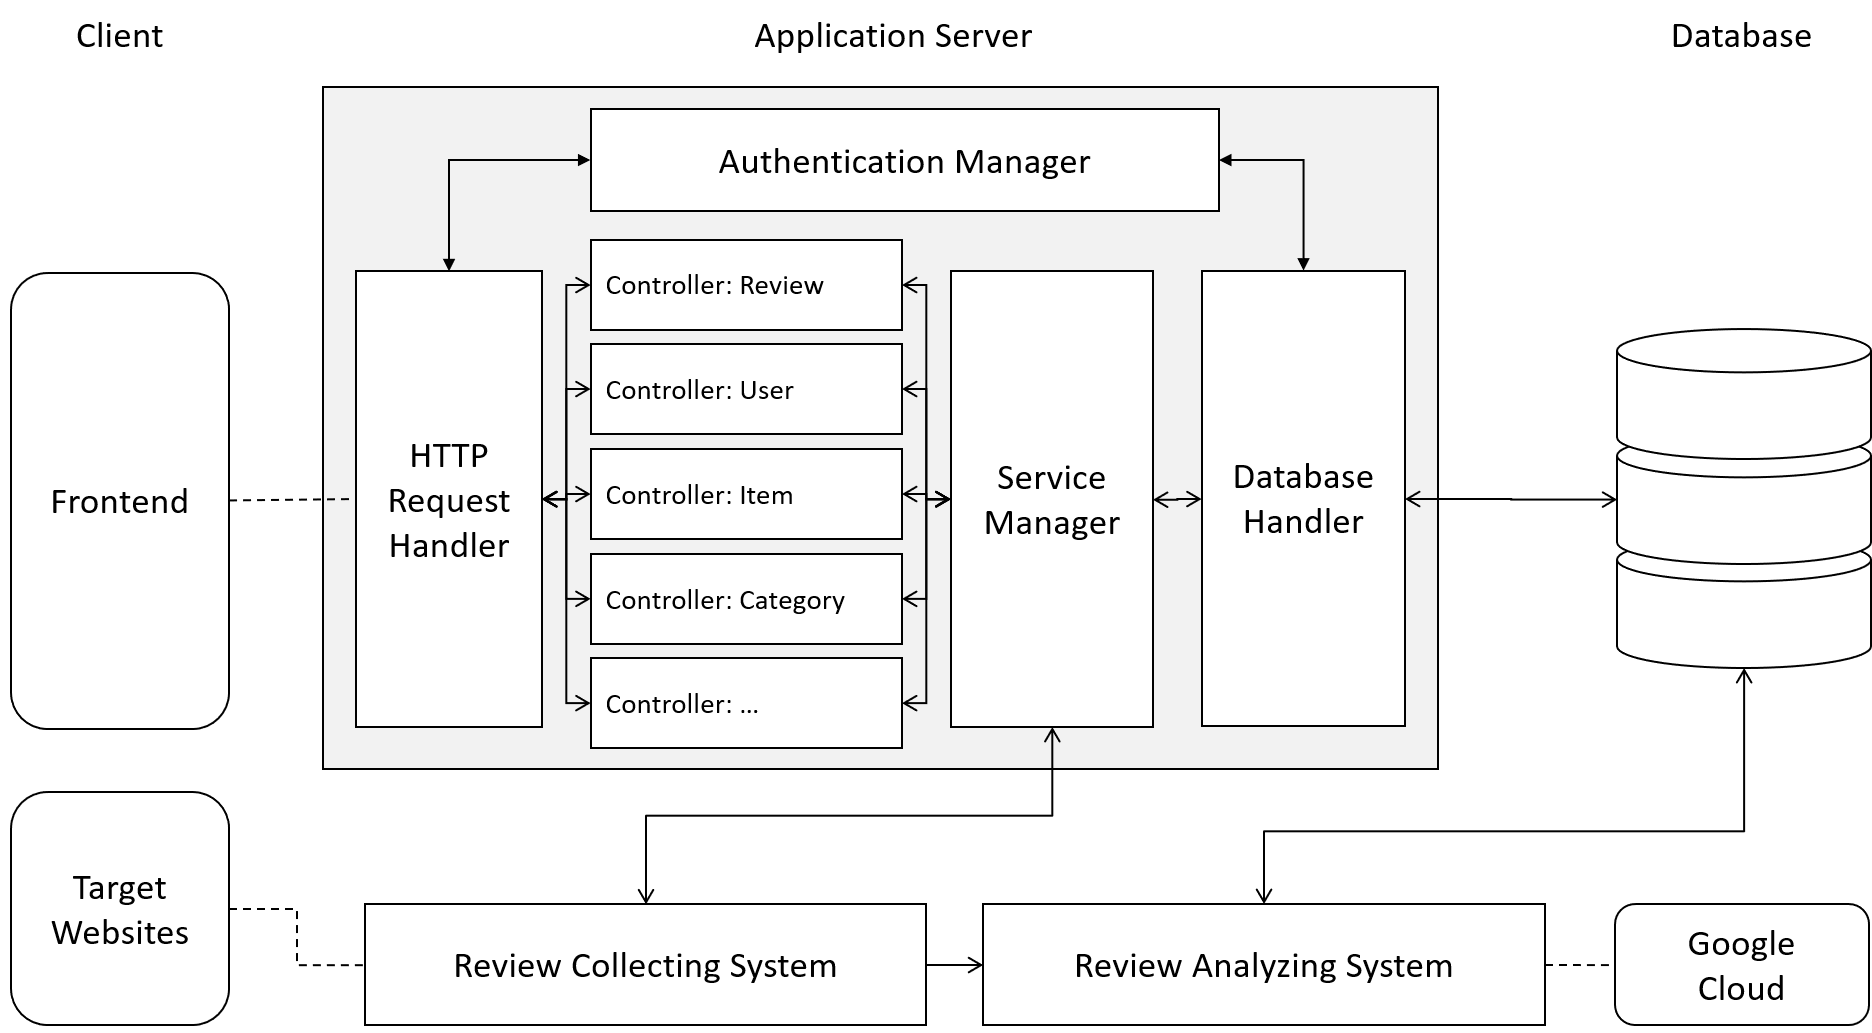 Client
Application Server
Database
Authentication Manager
Frontend
HTTP
Request
Handler
Controller: Review
Controller: User
Controller: Item
Controller: Category
Controller: ...
Service
Manager
Database
Handler
Target
Websites
Review Collecting System
Review Analyzing System
Google
Cloud